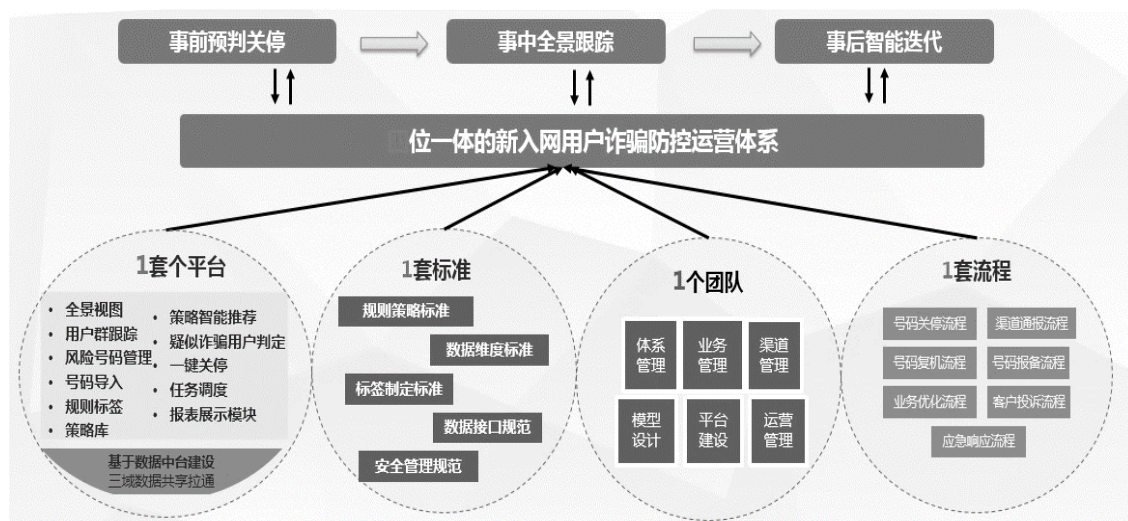 事前预判关停
事中全景跟踪
事后智能迭代
位一体的新入网用户诈骗防控运营体系
1套个平台
• 全景视图
• 用户群跟踪
• 风险号码管理
• 号码导入
• 规则标签
• 策略库
• 策略智能推荐
• 疑似诈骗用户判定
• 一键关停
• 任务调度
• 报表展示模块
基于数据中台建设
三域数据共享拉通
1套标准
规则策略标准
数据维度标准
标签制定标准
数据接口规范
安全管理规范
1个团队
体系
管理
业务
管理
渠道
管理
模型
设计
平台
建设
运营
管理
1套流程
号码关停流程
渠道通报流程
号码复机流程
号码报备流程
业务优化流程
客户投诉流程
应急响应流程